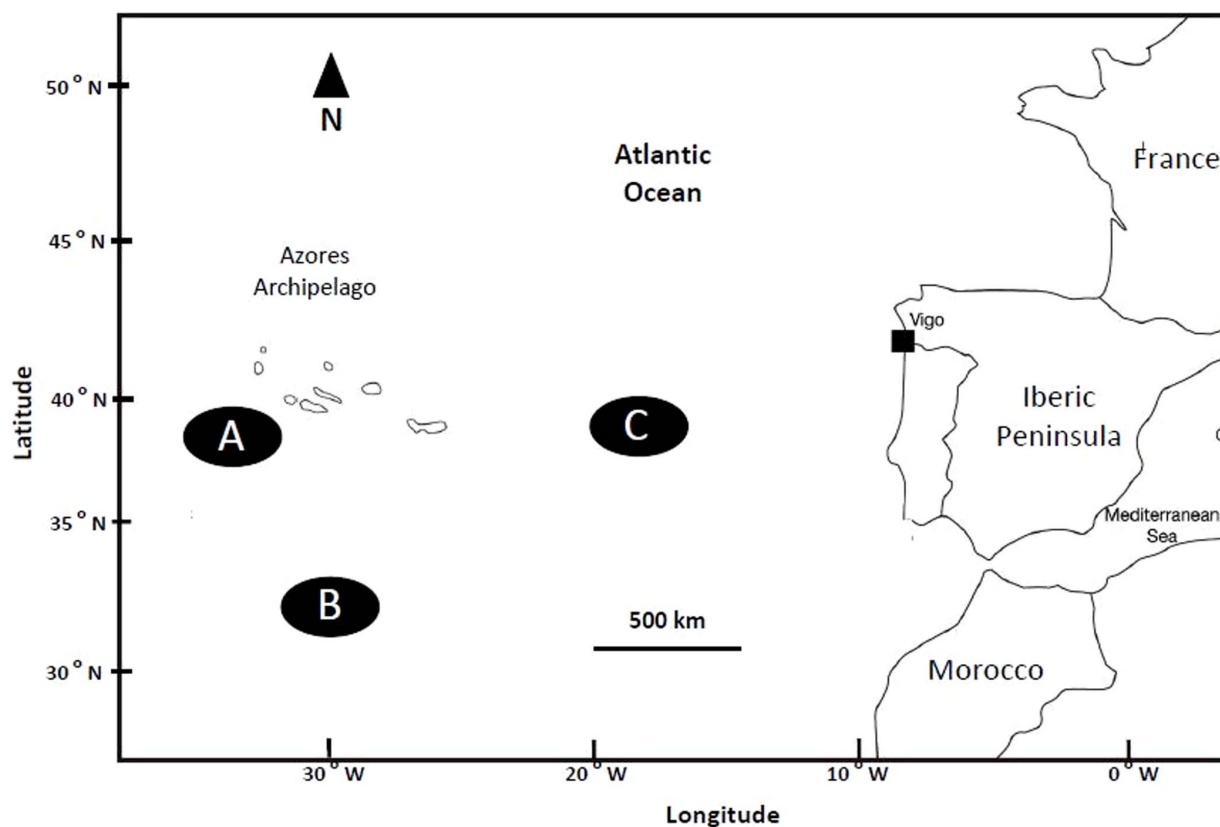 50° N
N
Atlantic
Ocean
France
45° N
Azores
Archipelago
Vigo
Latitude
40° N
Iberic
Peninsula
A
C
35° N
Mediterranean
Sea
B
500 km
30° N
Morocco
30° W
20° W
10° W
0° W
Longitude